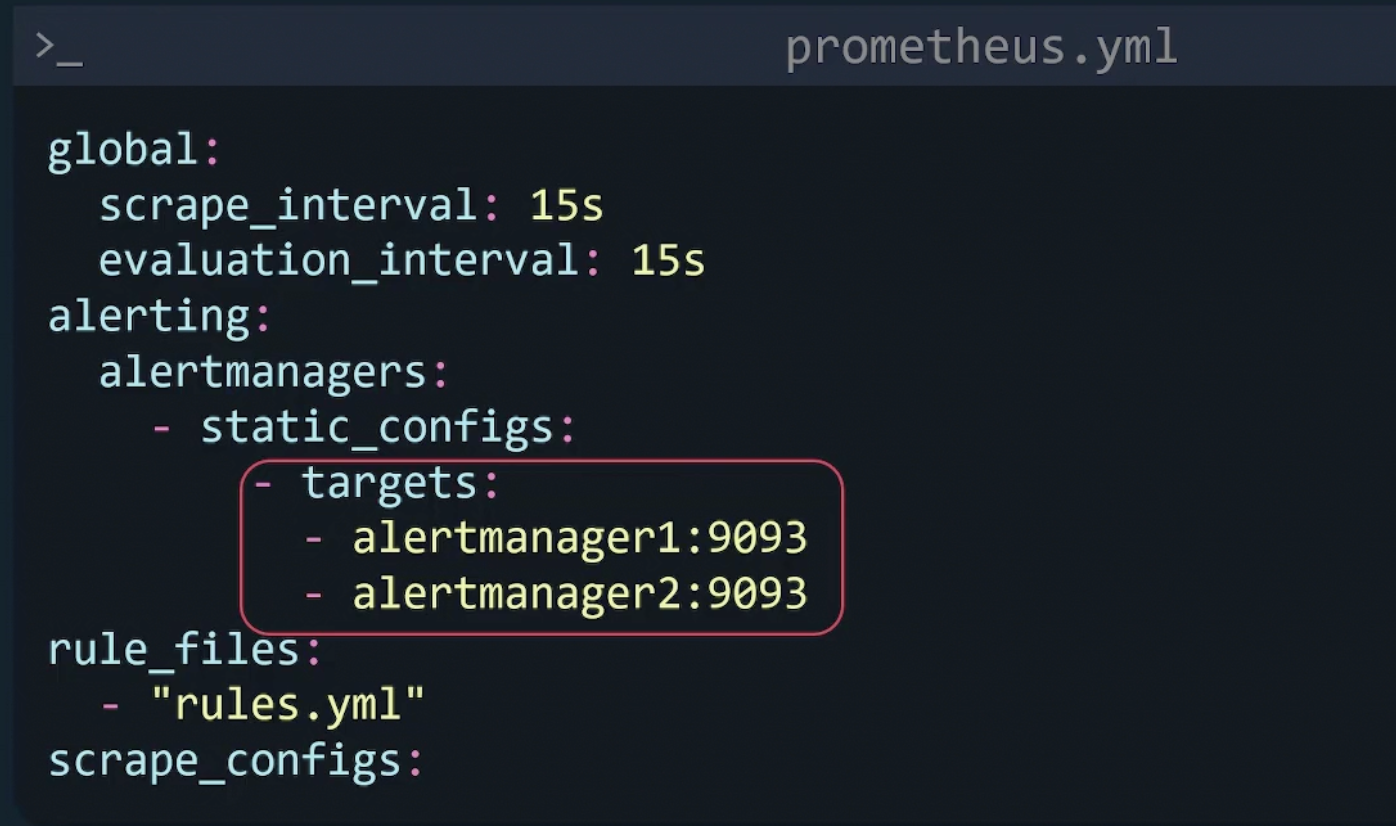 >_ prometheus.yml
global:
  scrape_interval: 15s
  evaluation_interval: 15s
alerting:
  alertmanagers:
    - static_configs:
        - targets:
          - alertmanager1:9093
          - alertmanager2:9093
rule_files:
  - "rules.yml"
scrape_configs: